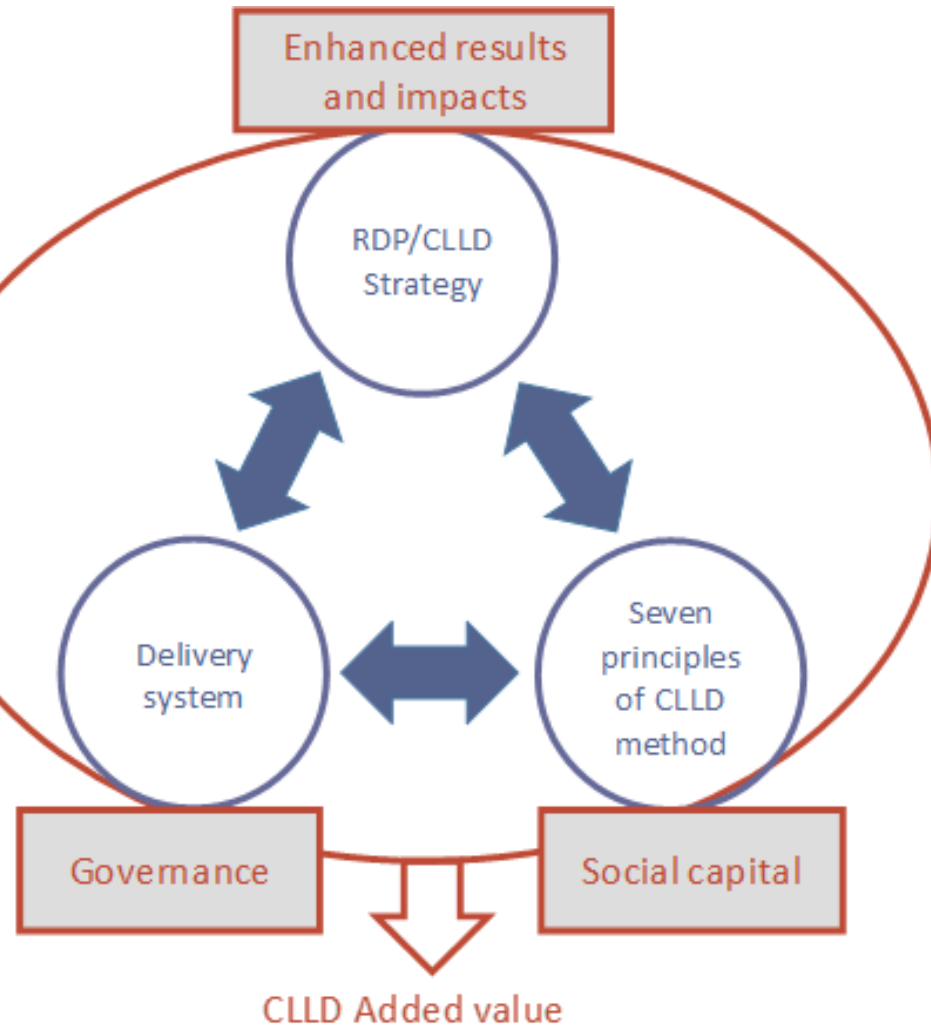 Enhanced results
and impacts
RDP/CLLD
Strategy
Delivery
system
Seven
principles
of CLLD
method
Governance
Social capital
CLLD Added value